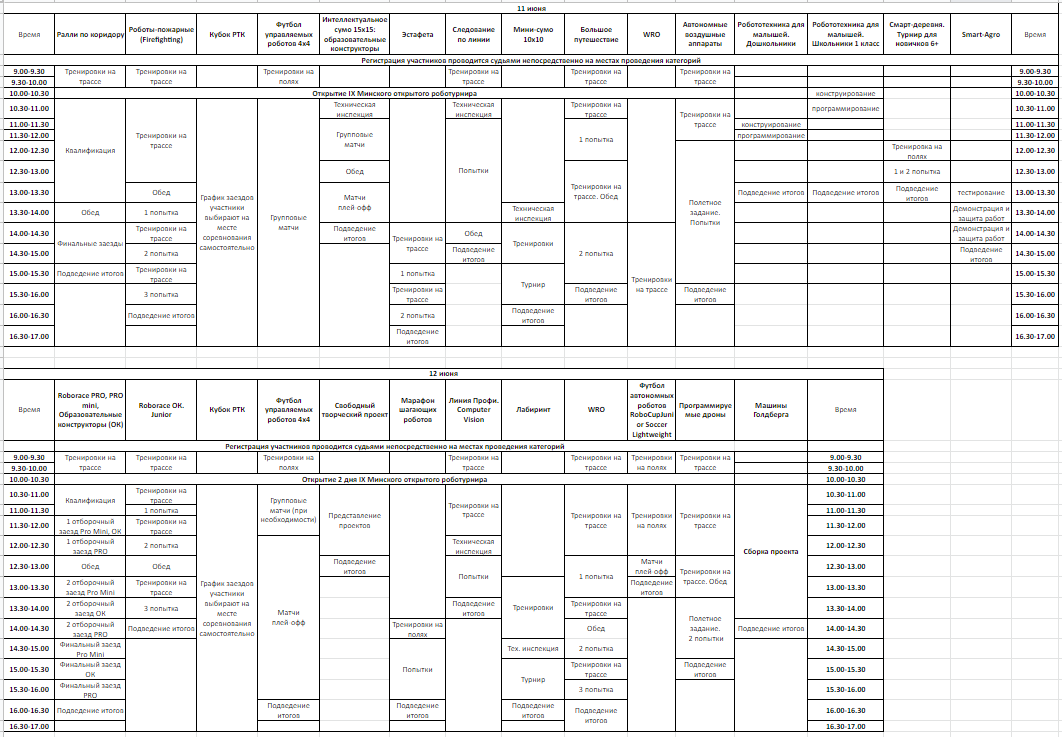 11 июня
Время
Ралли по коридору
Роботы-пожарные
(Firefighting)
Кубок РТК
Футбол
управляемых
роботов 4х4
Интеллектуальное
сумо 15х15:
образовательные
конструкторы
Эстафета
Следование
по линии
Мини-сумо
10х10
Большое
путешествие
WRO
Автономные
воздушные
аппараты
Робототехника для
малышей.
Дошкольники
Робототехника для
малышей.
Школьники 1 класс
Смарт-деревня.
Турнир для
новичков 6+
Smart-Agro
Время
Регистрация участников проводится судьями непосредственно на местах проведения категорий
9.00-9.30
Тренировки на
трассе
Тренировки на
трассе
Тренировки на
полях
Тренировки на
трассе
Тренировки на
трассе
Тренировки на
трассе
9.00-9.30
9.30-10.00
9.30-10.00
10.00-10.30
Открытие IX Минского открытого роботурнира
конструирование
10.00-10.30
10.30-11.00
Техническая
инспекция
Техническая
инспекция
Тренировки на
трассе
программирование
10.30-11.00
11.00-11.30
Тренировки на
трассе
конструирование
11.00-11.30
11.30-12.00
Тренировки на
трассе
Групповые
матчи
1 попытка
программирование
11.30-12.00
12.00-12.30
Квалификация
Тренировка на
полях
12.00-12.30
12.30-13.00
Обед
Попытки
1 и 2 попытка
12.30-13.00
13.00-13.30
Обед
График заездов
участники
выбирают на
месте
соревнования
самостоятельно
Матчи
плей офф
Тренировки на
трассе. Обед
Подведение итогов
Подведение итогов
Подведение
итогов
тестирование
13.00-13.30
13.30-14.00
Обед
1 попытка
Групповые
матчи
Техническая
инспекция
Полетное
задание.
Попытки
Демонстрация и
защита работ
13.30-14.00
14.00-14.30
Финальные заезды
Тренировки на
трассе
Подведение
итогов
Тренировки на
трассе
Обед
Тренировки
Демонстрация и
защита работ
14.00-14.30
14.30-15.00
2 попытка
Подведение
итогов
2 попытка
Подведение
итогов
14.30-15.00
15.00-15.30
Подведение итогов
Тренировки на
трассе
1 попытка
Турнир
Тренировки
на трассе
15.00-15.30
15.30-16.00
3 попытка
Тренировки на
трассе
Подведение
итогов
Подведение
итогов
15.30-16.00
16.00-16.30
Подведение итогов
2 попытка
Подведение
итогов
16.00-16.30
16.30-17.00
Подведение
итогов
16.30-17.00
12 июня
Время
Roborace PRO, PRO
mini,
Образовательные
конструкторы (ОК)
Roborace OK.
Junior
Кубок РТК
Футбол
управляемых
роботов 4х4
Свободный
творческий проект
Марафон
шагающих
роботов
Линия Профи.
Computer
Vision
Лабиринт
WRO
Футбол
автономных
роботов
RoboCupJuni
or Soccer
Lightweight
Программируе
мые дроны
Машины
Голдберга
Время
Регистрация участников проводится судьями непосредственно на местах проведения категорий
9.00-9.30
Тренировки на
трассе
Тренировки на
трассе
Тренировки на
полях
Тренировки на
трассе
Тренировки на
трассе
Тренировки
на полях
Тренировки на
трассе
9.00-9.30
9.30-10.00
9.30-10.00
10.00-10.30
Открытие 2 дня IX Минского открытого роботурнира
10.00-10.30
10.30-11.00
Квалификация
Тренировки на
трассе
Групповые
матчи (при
необходимости)
Тренировки на
трассе
10.30-11.00
11.00-11.30
1 попытка
Представление
проектов
Тренировки на
трассе
Тренировки
на полях
Тренировки на
трассе
11.00-11.30
11.30-12.00
1 отборочный
заезд Pro Mini, ОК
Тренировки на
трассе
11.30-12.00
12.00-12.30
1 отборочный
заезд PRO
2 попытка
Техническая
инспекция
Сборка проекта
12.00-12.30
12.30-13.00
Обед
Обед
Подведение
итогов
Попытки
1 попытка
Матчи
плей офф
Тренировки на
трассе. Обед
12.30-13.00
13.00-13.30
2 отборочный
заезд Pro Mini
Тренировки на
трассе
График заездов
участники
выбирают на
месте
соревнования
самостоятельно
Матчи
плей офф
Подведение
итогов
13.00-13.30
13.30-14.00
2 отборочный
заезд ОК
3 попытка
Подведение
итогов
Тренировки
Тренировки на
трассе
Полетное
задание.
2 попытки
13.30-14.00
14.00-14.30
2 отборочный
заезд PRO
Подведение итогов
Тренировки на
полях
Обед
Подведение итогов
14.00-14.30
14.30-15.00
Финальный заезд
Pro Mini
Попытки
Тех. инспекция
2 попытка
14.30-15.00
15.00-15.30
Финальный заезд
ОК
Турнир
Тренировки на
трассе
Подведение
итогов
15.00-15.30
15.30-16.00
Финальный заезд
PRO
3 попытка
15.30-16.00
16.00-16.30
Подведение итогов
Подведение
итогов
Подведение
итогов
Подведение
итогов
Подведение
итогов
16.00-16.30
16.30-17.00
16.30-17.00